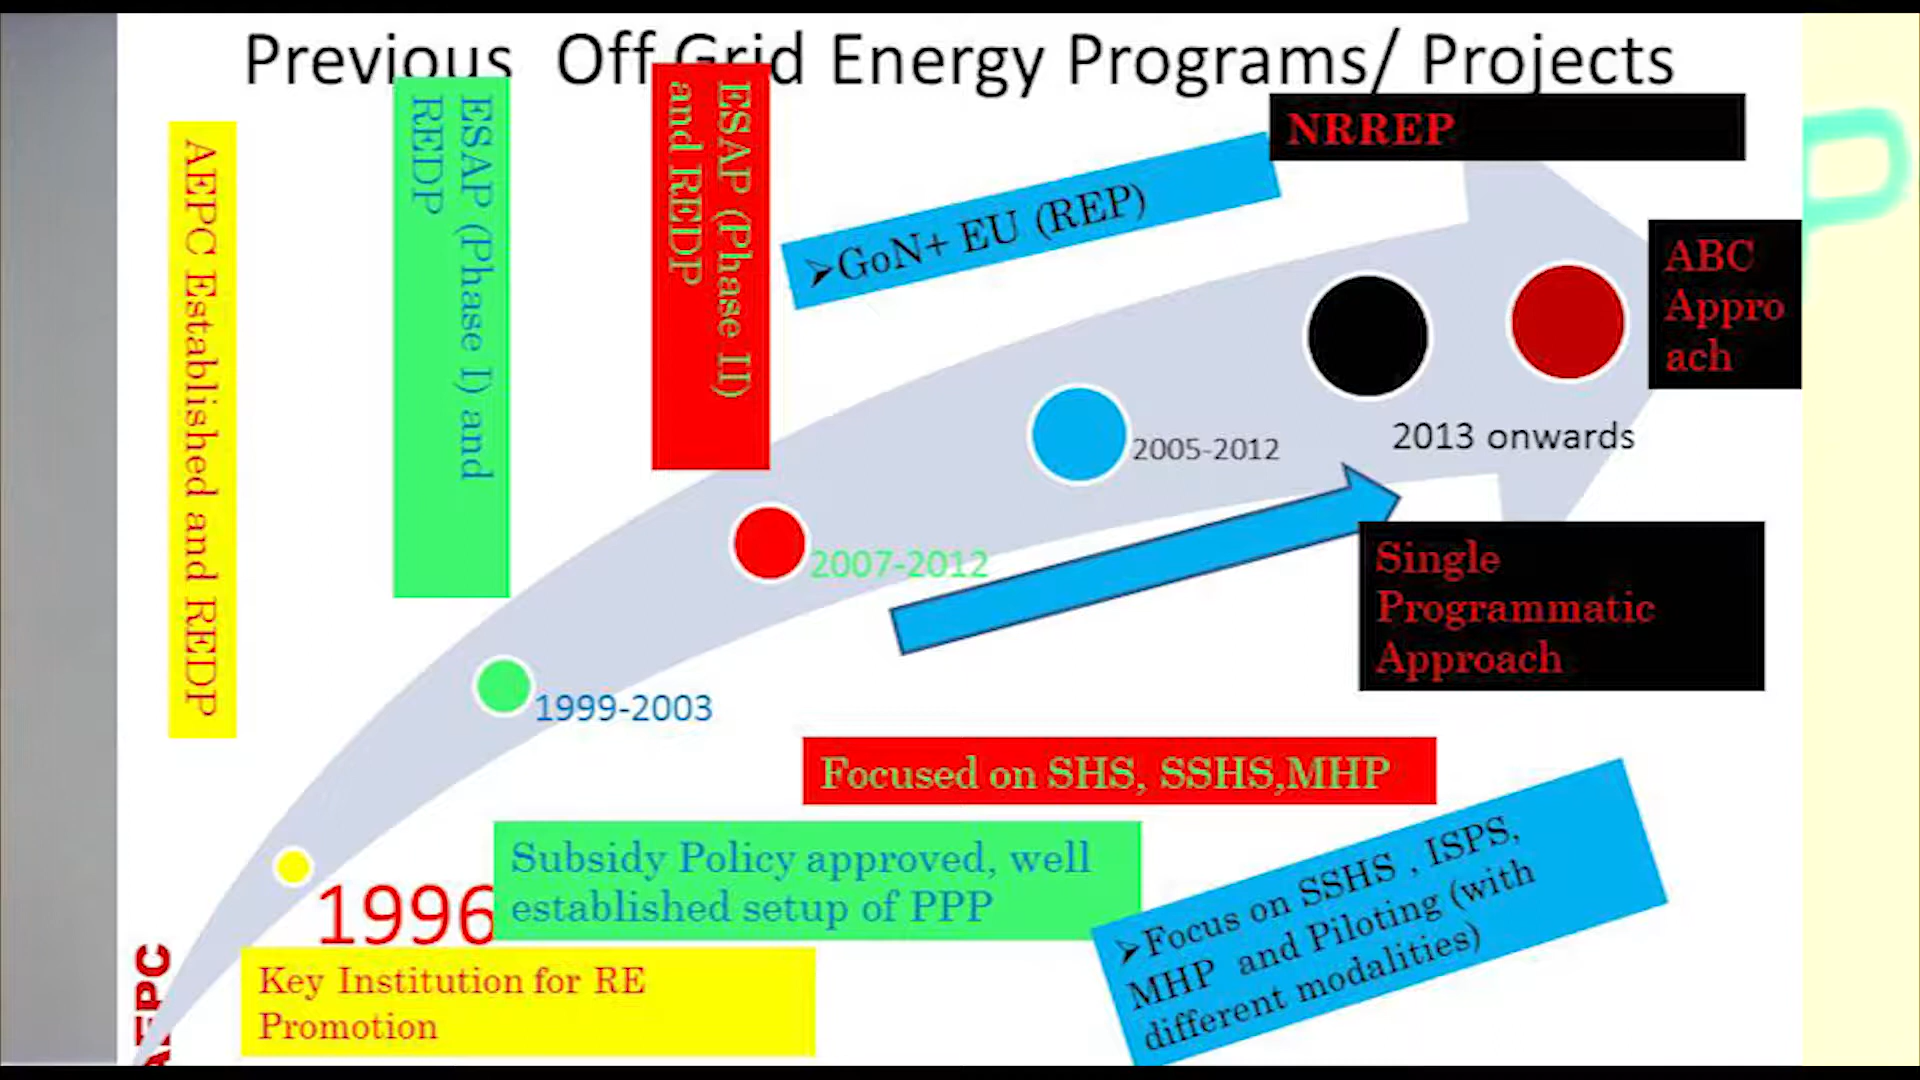 Previous Off Grid Energy Programs/ Projects
AEPC Established and REDP
ESAP (Phase I) and
REDP
ESAP (Phase II)
and REDP
➢GoN+ EU (REP)
NRREP
ABC
Appro
ach
2013 onwards
2005-2012
2007-2012
1999-2003
1996
Single
Programmatic
Approach
Focused on SHS, SSHS,MHP
Subsidy Policy approved, well
established setup of PPP
➢Focus on SSHS , ISPS,
MHP and Piloting (with
different modalities)
Key Institution for RE
Promotion
AEPC
P